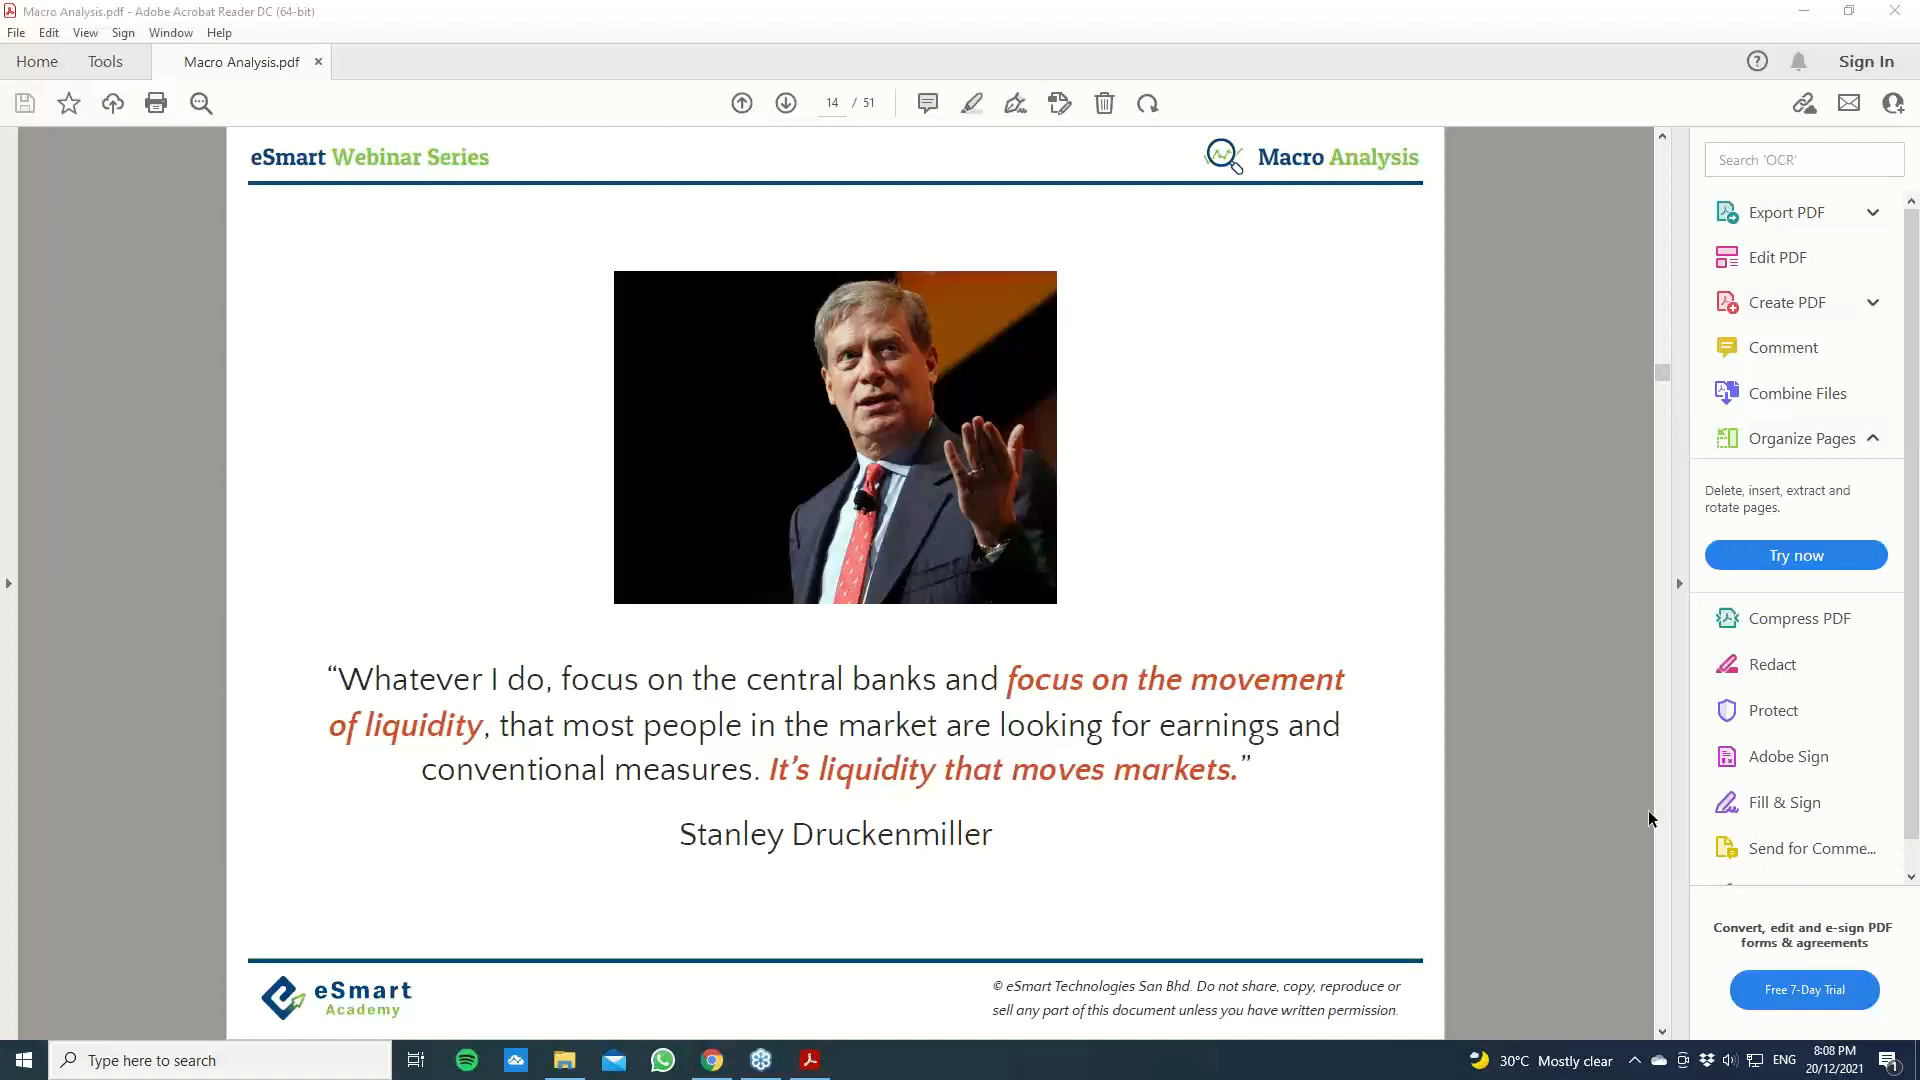 Macro Analysis.pdf - Adobe Acrobat Reader DC (64-bit)
File Edit View Sign Window Help
Home Tools Macro Analysis.pdf × Sign In
14 / 51
eSmart Webinar Series Macro Analysis
“Whatever I do, focus on the central banks and focus on the movement
of liquidity, that most people in the market are looking for earnings and
conventional measures. It’s liquidity that moves markets.”
Stanley Druckenmiller
eSmart
Academy
© eSmart Technologies San Bhd. Do not share, copy, reproduce or
sell any part of this document unless you have written permission.
Search 'OCR'
Export PDF
Edit PDF
Create PDF
Comment
Combine Files
Organize Pages
Delete, insert, extract and
rotate pages.
Try now
Compress PDF
Redact
Protect
Adobe Sign
Fill & Sign
Send for Comme...
Convert, edit and e-sign PDF
forms & agreements
Free 7-Day Trial
Type here to search
30°C Mostly clear
ENG
8:08 PM
20/12/2021
1